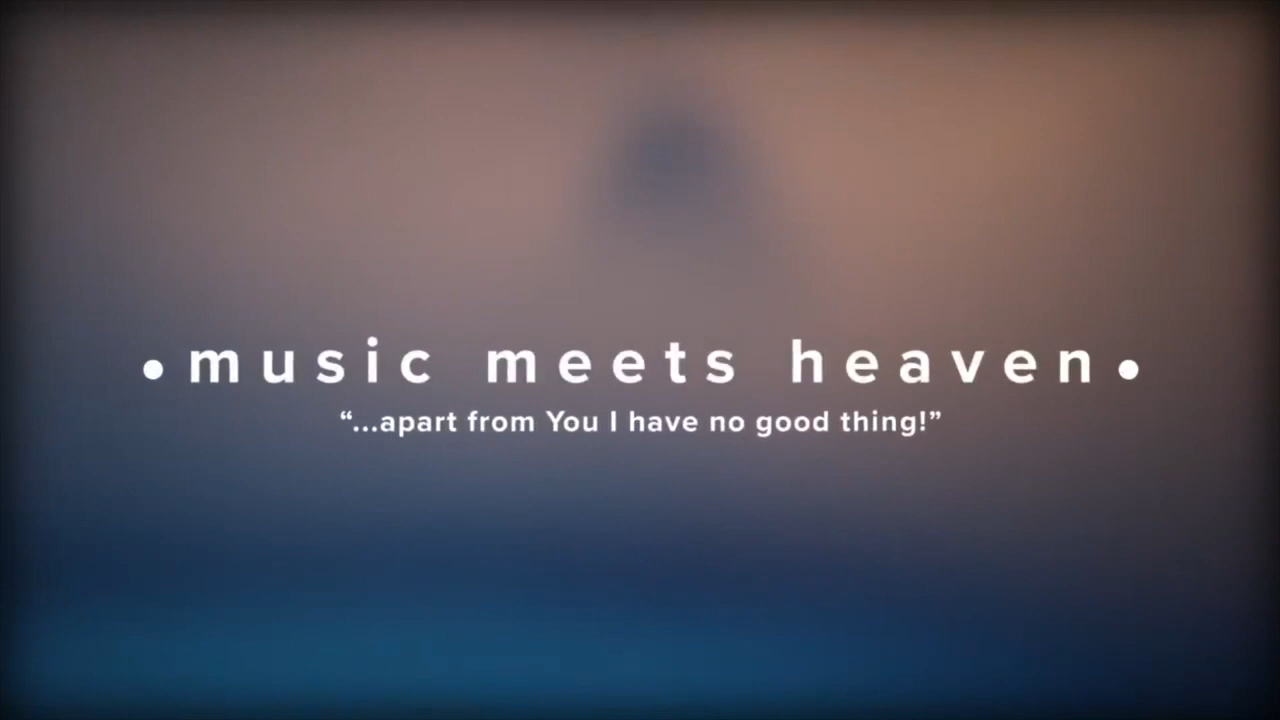 • music meets heaven •
“...apart from You I have no good thing!”